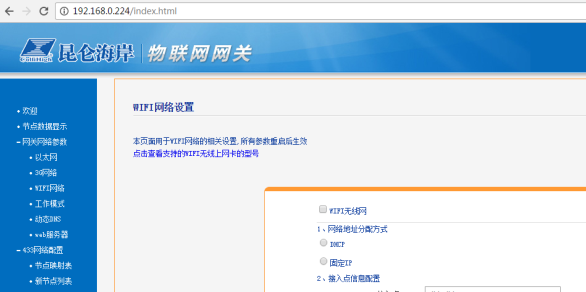 192.168.0.224/index.html
昆仑海岸 物联网网关
• 欢迎
• 节点数据显示
- 网关网络参数
• 以太网
• 3G网络
• WIFI网络
• 工作模式
• 动态DNS
• web服务器
- 433网络配置
• 节点映射表
• 新节点列表
WIFI网络设置
本页面用于WIFI网络的相关设置,所有参数重启后生效
点击查看支持的WIFI无线上网卡的型号
WIFI无线网
1、网络地址分配方式
DHCP
固定IP
2、接入点信息配置